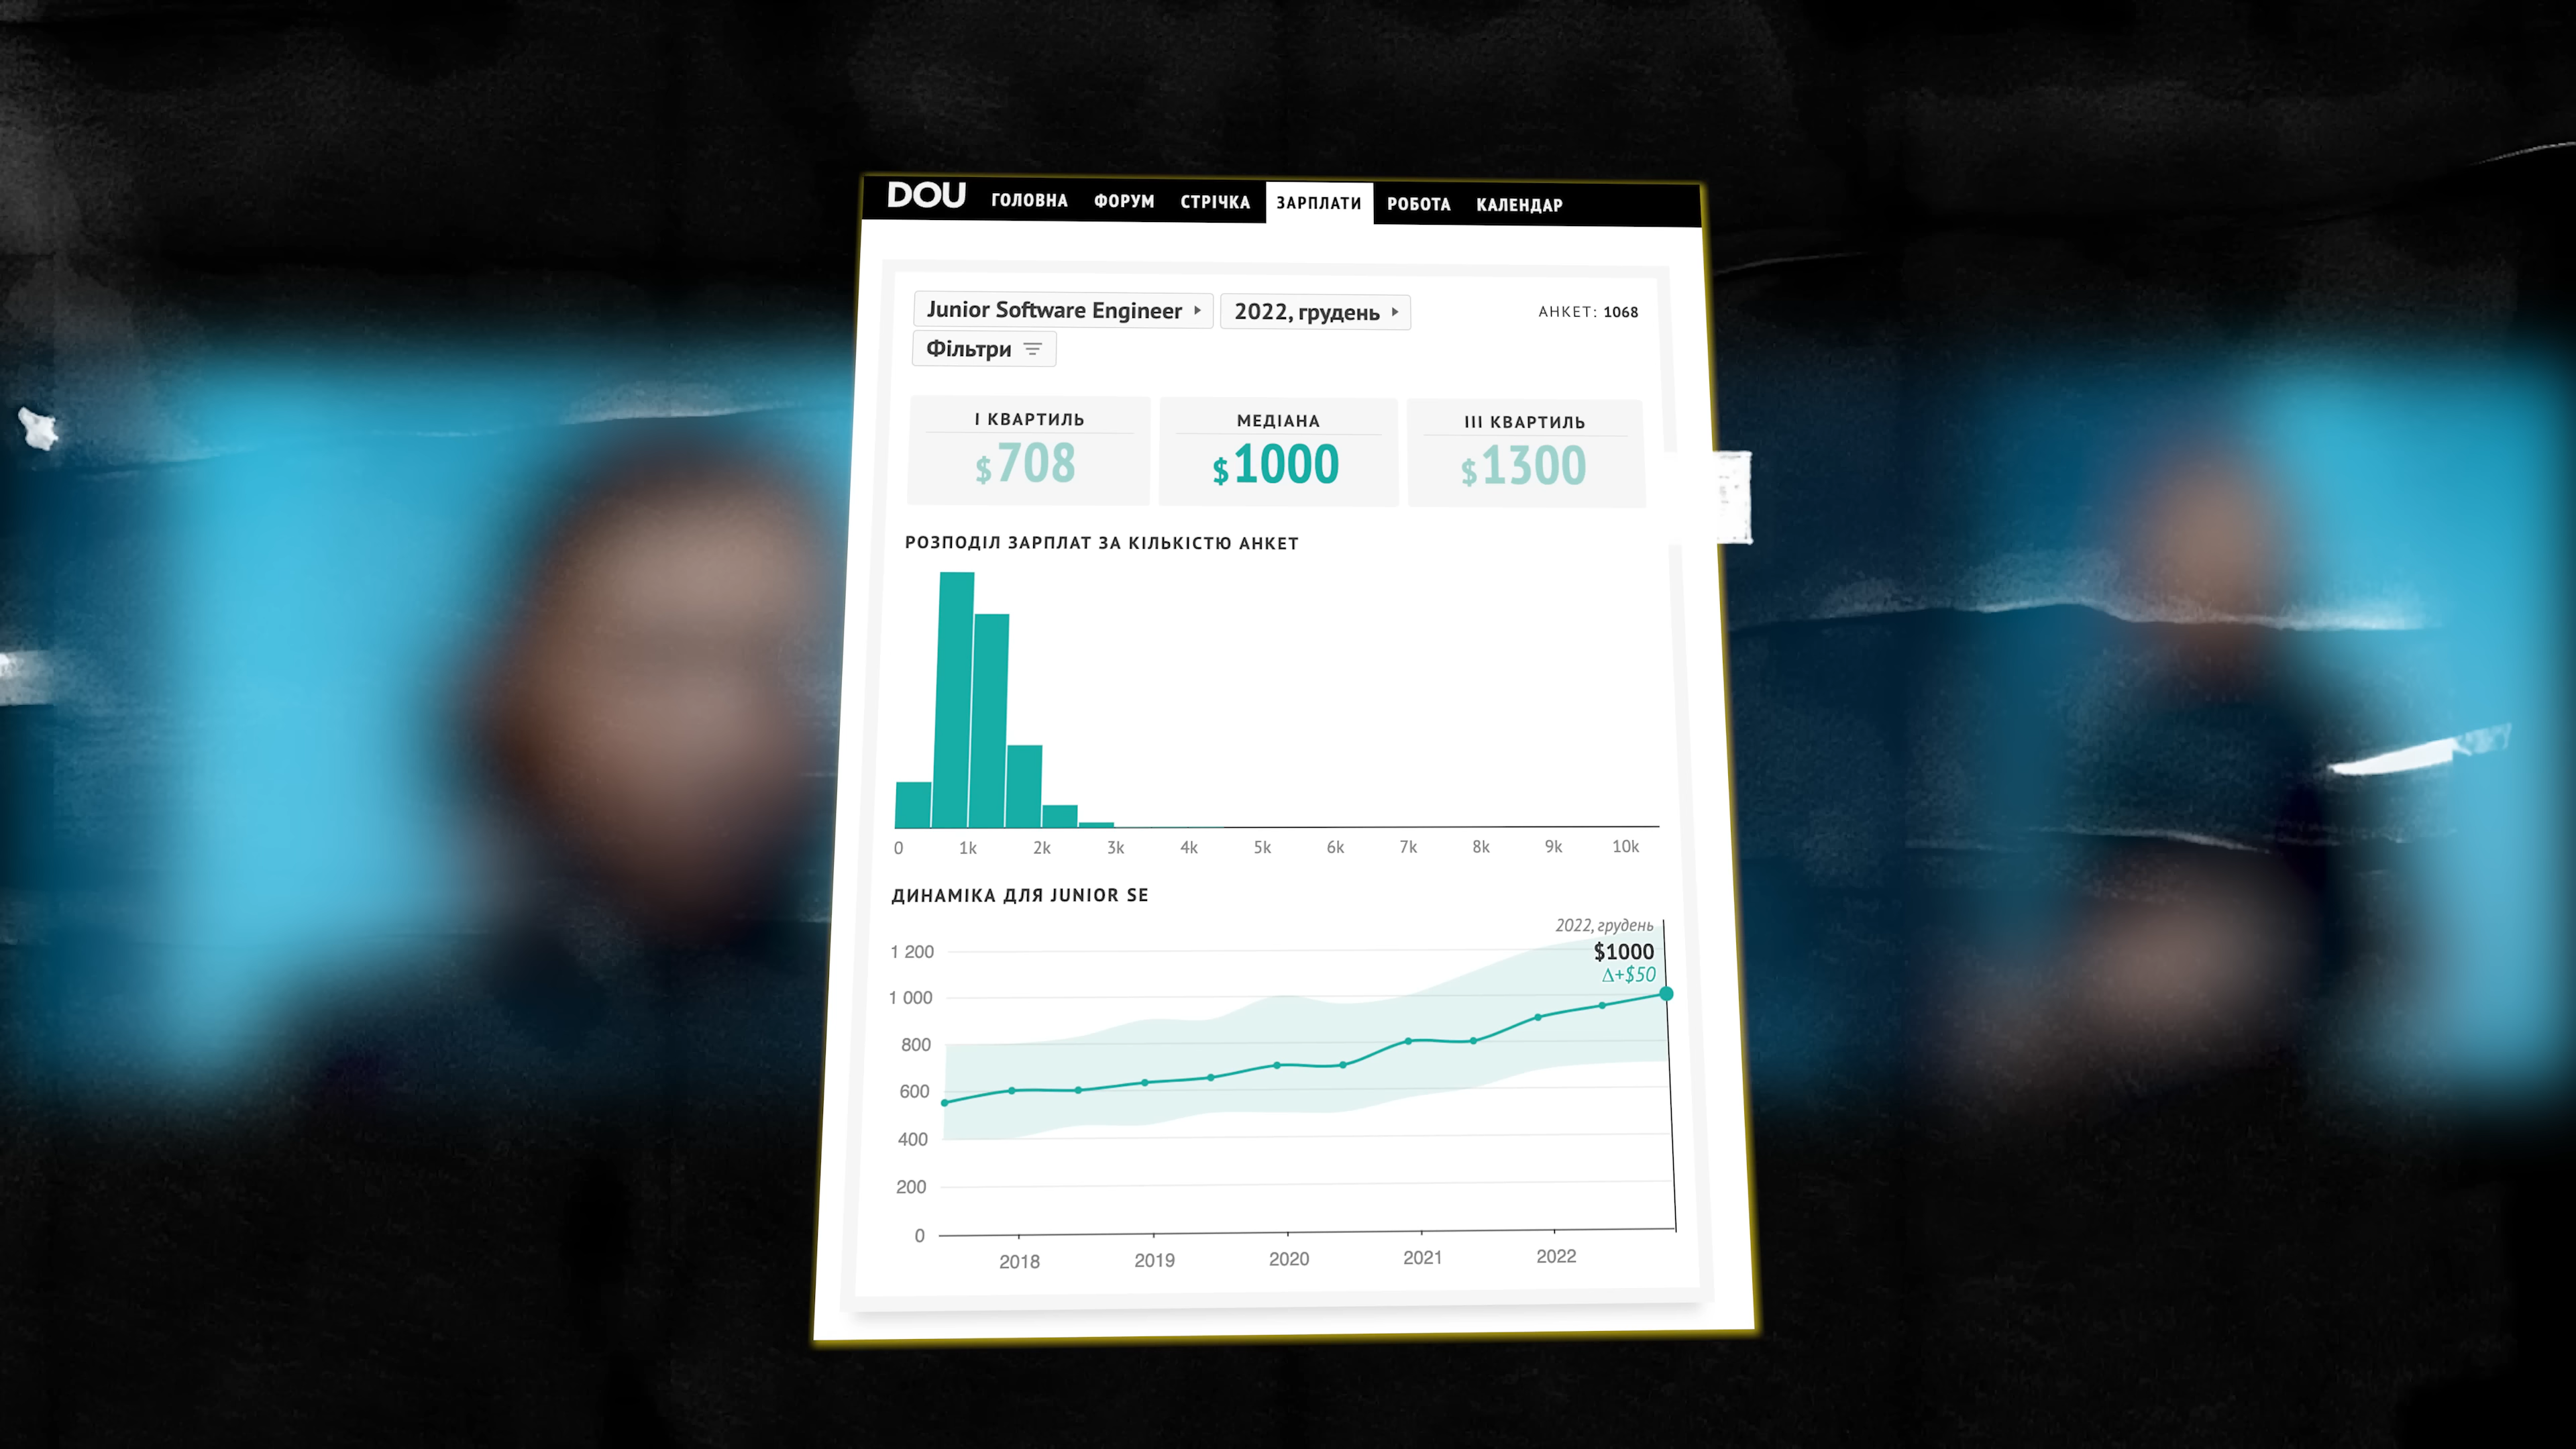 DOU ГОЛОВНА ФОРУМ СТРІЧКА ЗАРПЛАТИ РОБОТА КАЛЕНДАР
Junior Software Engineer 2022, грудень АНКЕТ: 1068
Фільтри
I КВАРТИЛЬ МЕДІАНА III КВАРТИЛЬ
$708 $1000 $1300
РОЗПОДІЛ ЗАРПЛАТ ЗА КІЛЬКІСТЮ АНКЕТ
0 1k 2k 3k 4k 5k 6k 7k 8k 9k 10k
ДИНАМІКА ДЛЯ JUNIOR SE
2022, грудень
$1000
Δ+$50
1 200
1 000
800
600
400
200
0
2018 2019 2020 2021 2022